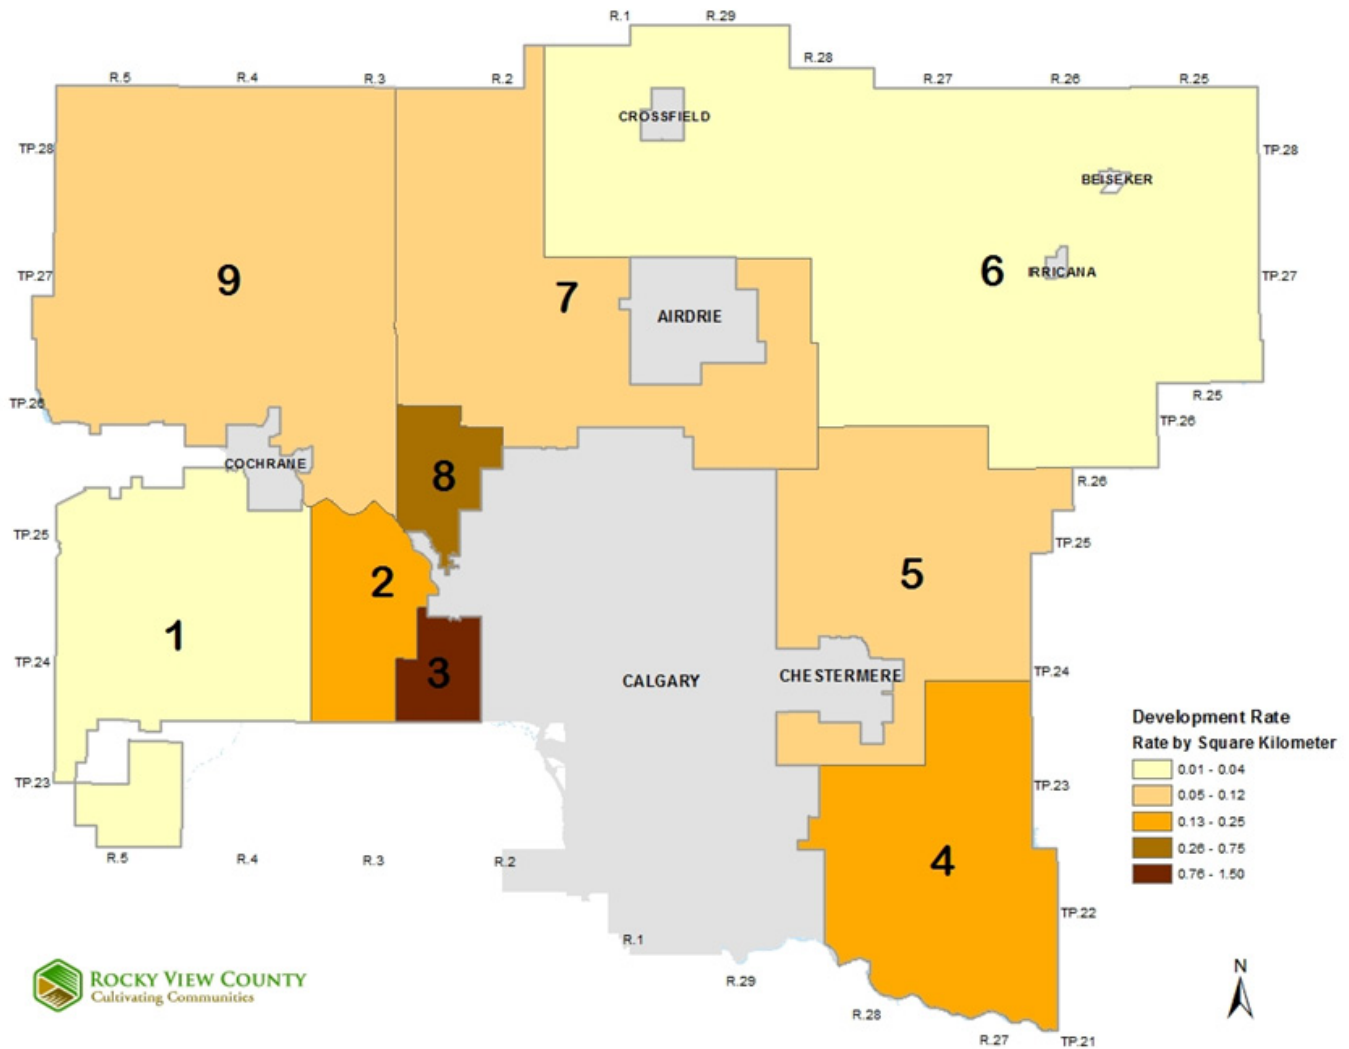 R.1
R.29
R.28
R.5
R.4
R.3
R.2
R.27
R.26
R.25
CROSSFIELD
TP.28
TP.28
BEISEKER
TP.27
9
7
6
IRRICANA
TP.27
AIRDRIE
R.25
TP.26
TP.26
COCHRANE
8
R.26
TP.25
TP.25
2
5
1
TP.24
3
CALGARY
CHESTERMERE
TP.24
Development Rate
Rate by Square Kilometer
0.01 - 0.04
0.05 - 0.12
0.13 - 0.25
0.26 - 0.75
0.76 - 1.50
TP.23
TP.23
R.5
R.4
R.3
R.2
4
TP.22
R.1
R.29
R.28
R.27
TP.21
ROCKY VIEW COUNTY
Cultivating Communities
N